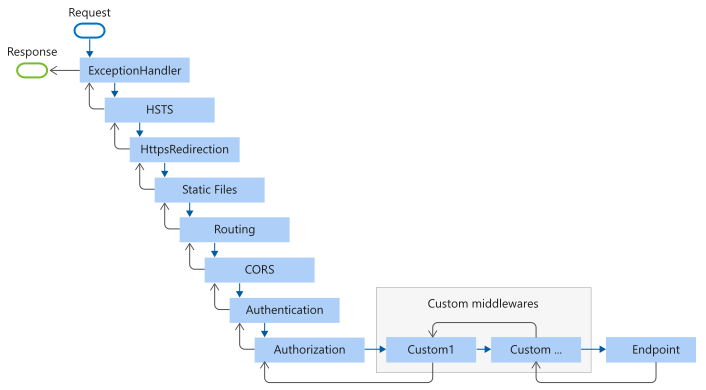 Request
Response
ExceptionHandler
HSTS
HttpsRedirection
Static Files
Routing
CORS
Authentication
Custom middlewares
Authorization
Custom1
Custom ...
Endpoint